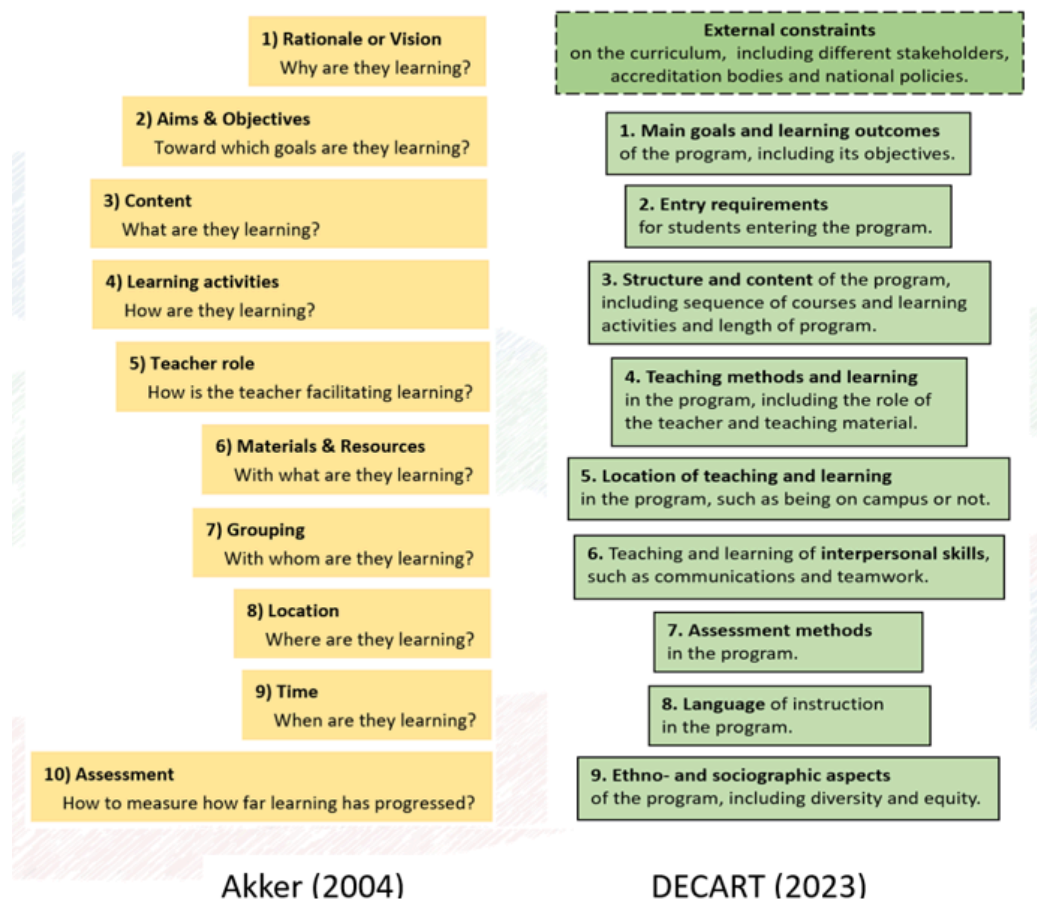 1) Rationale or Vision
Why are they learning?
2) Aims & Objectives
Toward which goals are they learning?
3) Content
What are they learning?
4) Learning activities
How are they learning?
5) Teacher role
How is the teacher facilitating learning?
6) Materials & Resources
With what are they learning?
7) Grouping
With whom are they learning?
8) Location
Where are they learning?
9) Time
When are they learning?
10) Assessment
How to measure how far learning has progressed?
Akker (2004)
External constraints
on the curriculum, including different stakeholders,
accreditation bodies and national policies.
1. Main goals and learning outcomes
of the program, including its objectives.
2. Entry requirements
for students entering the program.
3. Structure and content of the program,
including sequence of courses and learning
activities and length of program.
4. Teaching methods and learning
in the program, including the role of
the teacher and teaching material.
5. Location of teaching and learning
in the program, such as being on campus or not.
6. Teaching and learning of interpersonal skills,
such as communications and teamwork.
7. Assessment methods
in the program.
8. Language of instruction
in the program.
9. Ethno- and sociographic aspects
of the program, including diversity and equity.
DECART (2023)